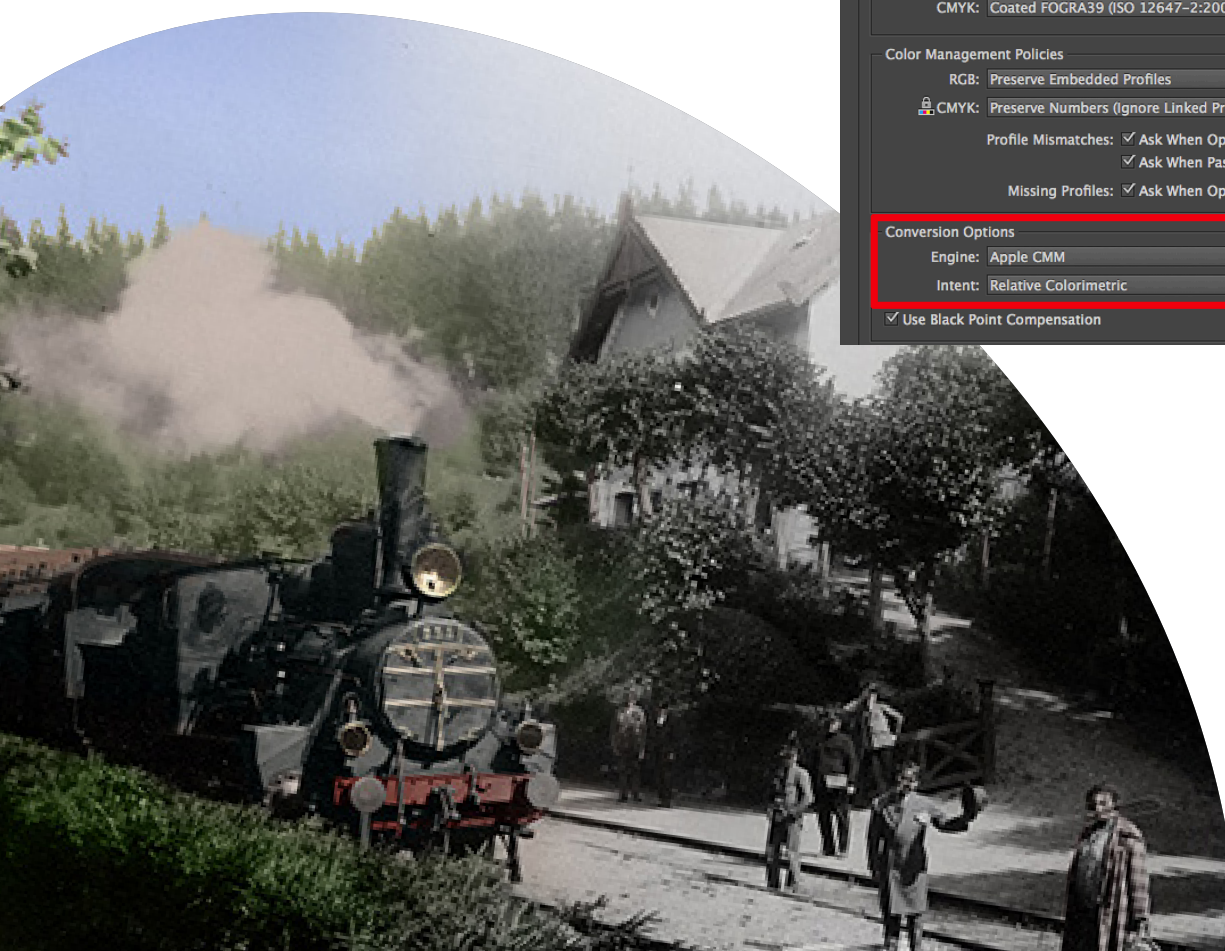 CMYK: Coated FOGRA39 (ISO 12647-2:200
Color Management Policies
RGB: Preserve Embedded Profiles
CMYK: Preserve Numbers (Ignore Linked Pr
Profile Mismatches: Ask When Op
Ask When Pas
Missing Profiles: Ask When Op
Conversion Options
Engine: Apple CMM
Intent: Relative Colorimetric
Use Black Point Compensation